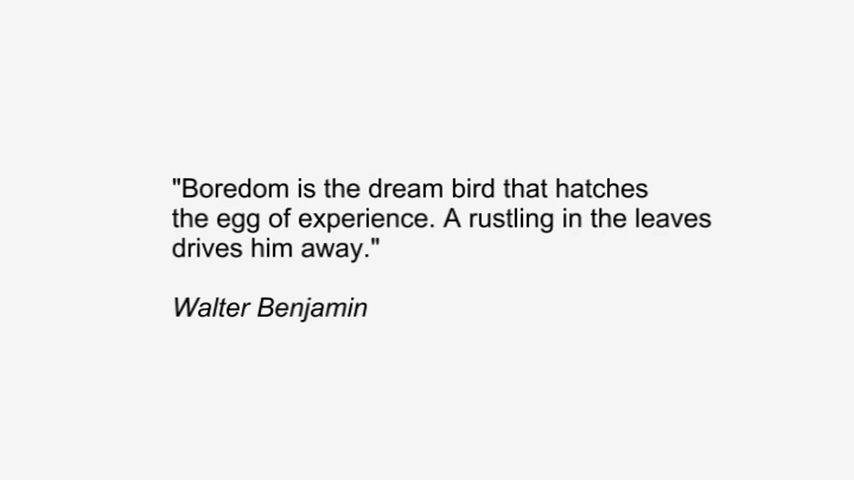 "Boredom is the dream bird that hatches
the egg of experience. A rustling in the leaves
drives him away."
Walter Benjamin